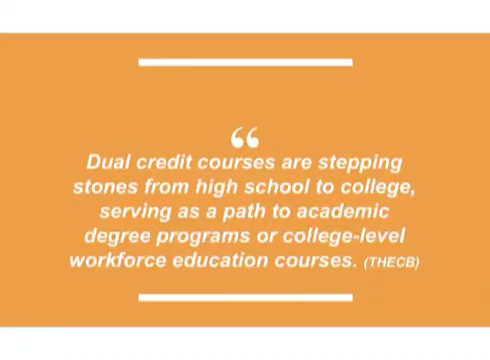 “
Dual credit courses are stepping
stones from high school to college,
serving as a path to academic
degree programs or college-level
workforce education courses. (THECB)